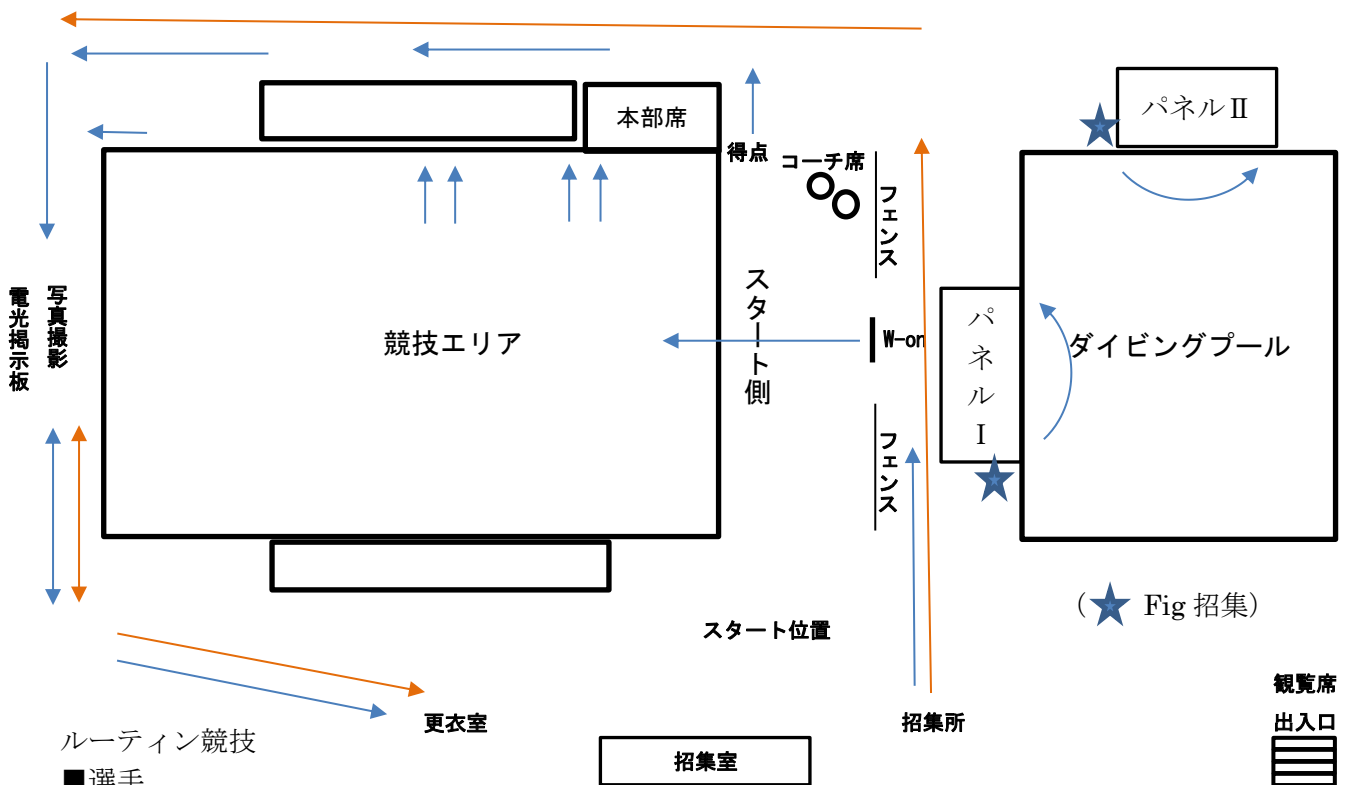 パネルⅡ
本部席
得点
コーチ席
フェンス
スタート側
競技エリア
W-on
パネルⅠ
ダイビングプール
写真撮影
電光掲示板
フェンス
(★ Fig 招集)
スタート位置
観覧席
更衣室
招集所
出入口
ルーティン競技
招集室
■選手